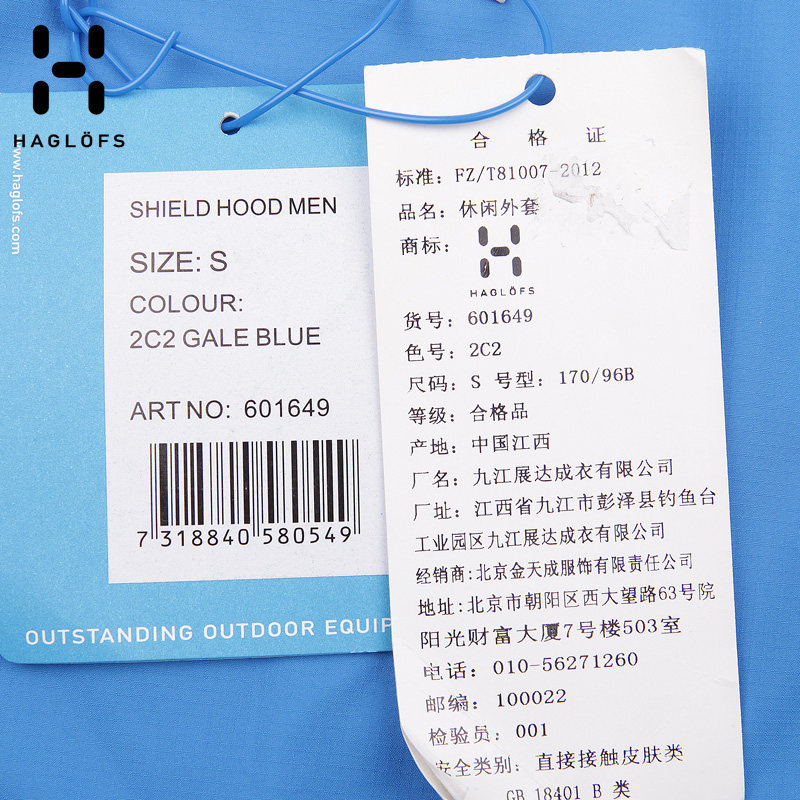 HAGLÖFS
www.haglofs.com
SHIELD HOOD MEN
SIZE: S
COLOUR:
2C2 GALE BLUE
ART NO: 601649
7 318840 580549
OUTSTANDING OUTDOOR EQUIP
合格证
标准: FZ/T81007-2012
品名: 休闲外套
商标:
HAGLÖFS
货号: 601649
色号: 2C2
尺码: S 号型: 170/96B
等级: 合格品
产地: 中国江西
厂名: 九江展达成衣有限公司
厂址: 江西省九江市彭泽县钓鱼台
工业园区九江展达成衣有限公司
经销商:北京金天成服饰有限责任公司
地址:北京市朝阳区西大望路63号院
阳光财富大厦7号楼503室
电话: 010-56271260
邮编: 100022
检验员: 001
安全类别: 直接接触皮肤类
GB 18401 B 类